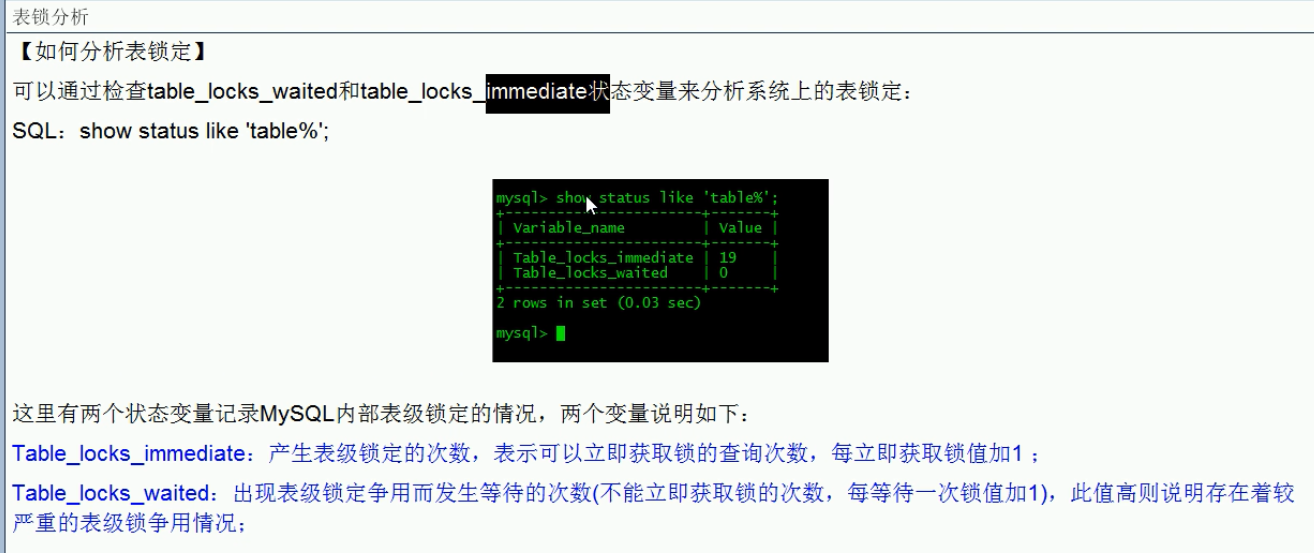 表锁分析
【如何分析表锁定】
可以通过检查table_locks_waited和table_locks_immediate状态变量来分析系统上的表锁定：
SQL：show status like 'table%';
mysql> show status like 'table%';
+-----------------------+-------+
| Variable_name | Value |
+-----------------------+-------+
| Table_locks_immediate | 19 |
| Table_locks_waited | 0 |
+-----------------------+-------+
2 rows in set (0.03 sec)
mysql>
这里有两个状态变量记录MySQL内部表级锁定的情况，两个变量说明如下：
Table_locks_immediate：产生表级锁定的次数，表示可以立即获取锁的查询次数，每立即获取锁值加1 ；
Table_locks_waited：出现表级锁定争用而发生等待的次数(不能立即获取锁的次数，每等待一次锁值加1)，此值高则说明存在着较
严重的表级锁争用情况；